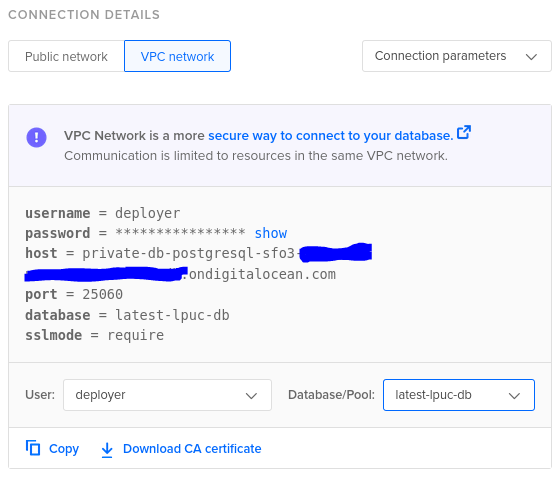 CONNECTION DETAILS
Public network
VPC network
Connection parameters
VPC Network is a more secure way to connect to your database.
Communication is limited to resources in the same VPC network.
username = deployer
password = **************** show
host = private-db-postgresql-sfo3-
.ondigitalocean.com
port = 25060
database = latest-lpuc-db
sslmode = require
User: deployer Database/Pool: latest-lpuc-db
Copy Download CA certificate